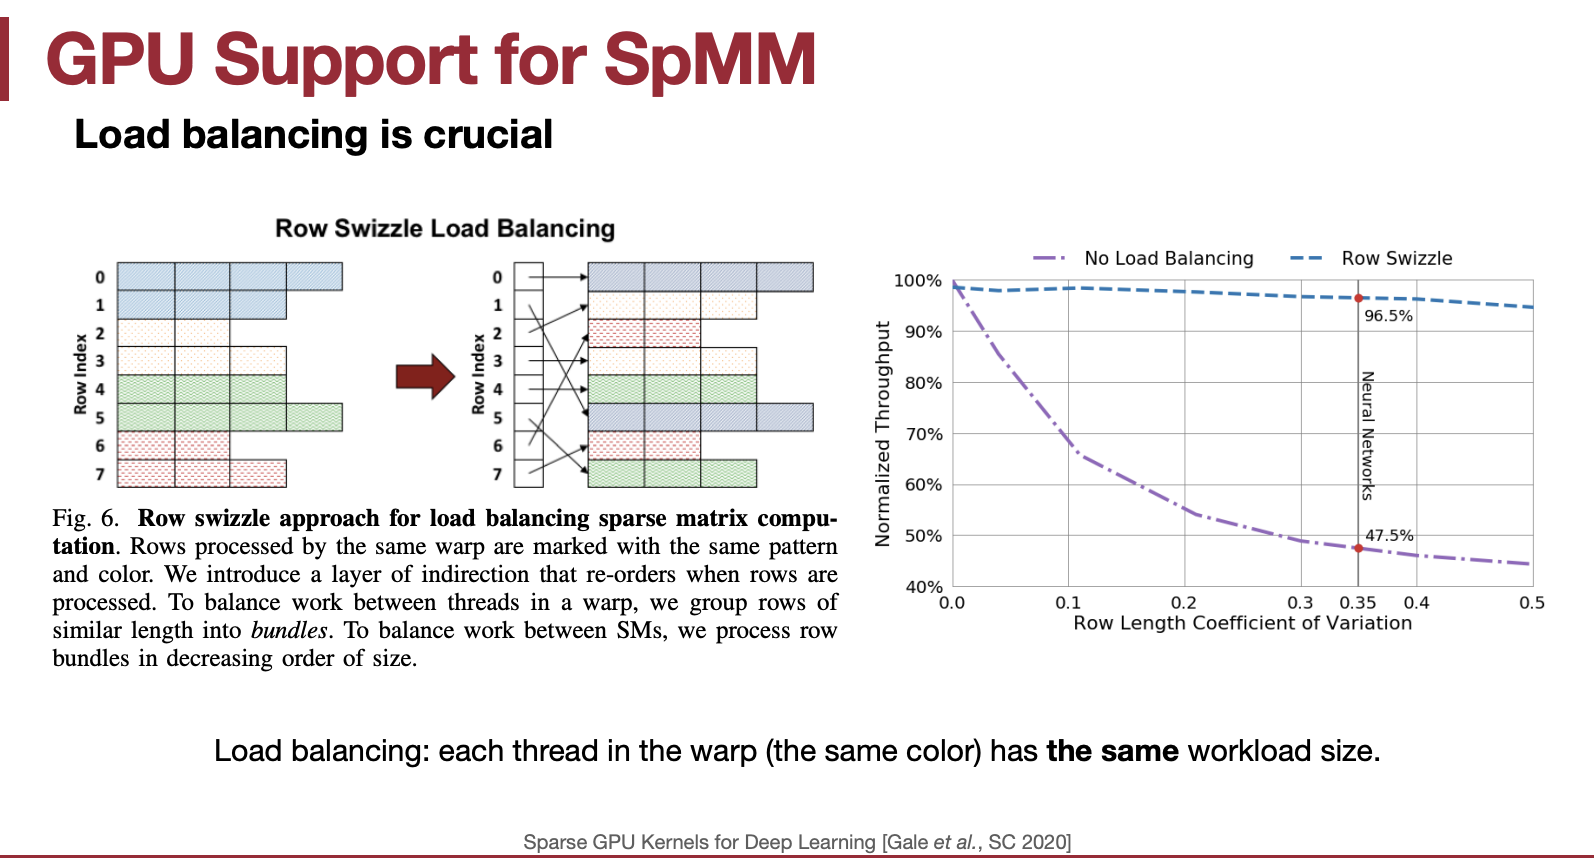 GPU Support for SpMM
Load balancing is crucial
Row Swizzle Load Balancing
Row Index
0
1
2
3
4
5
6
7
Row Index
0
1
2
3
4
5
6
7
Fig. 6. Row swizzle approach for load balancing sparse matrix compu-
tation. Rows processed by the same warp are marked with the same pattern
and color. We introduce a layer of indirection that re-orders when rows are
processed. To balance work between threads in a warp, we group rows of
similar length into bundles. To balance work between SMs, we process row
bundles in decreasing order of size.
No Load Balancing
Row Swizzle
Normalized Throughput
100%
90%
80%
70%
60%
50%
40%
96.5%
Neural Networks
47.5%
0.0 0.1 0.2 0.3 0.35 0.4 0.5
Row Length Coefficient of Variation
Load balancing: each thread in the warp (the same color) has the same workload size.
Sparse GPU Kernels for Deep Learning [Gale et al., SC 2020]